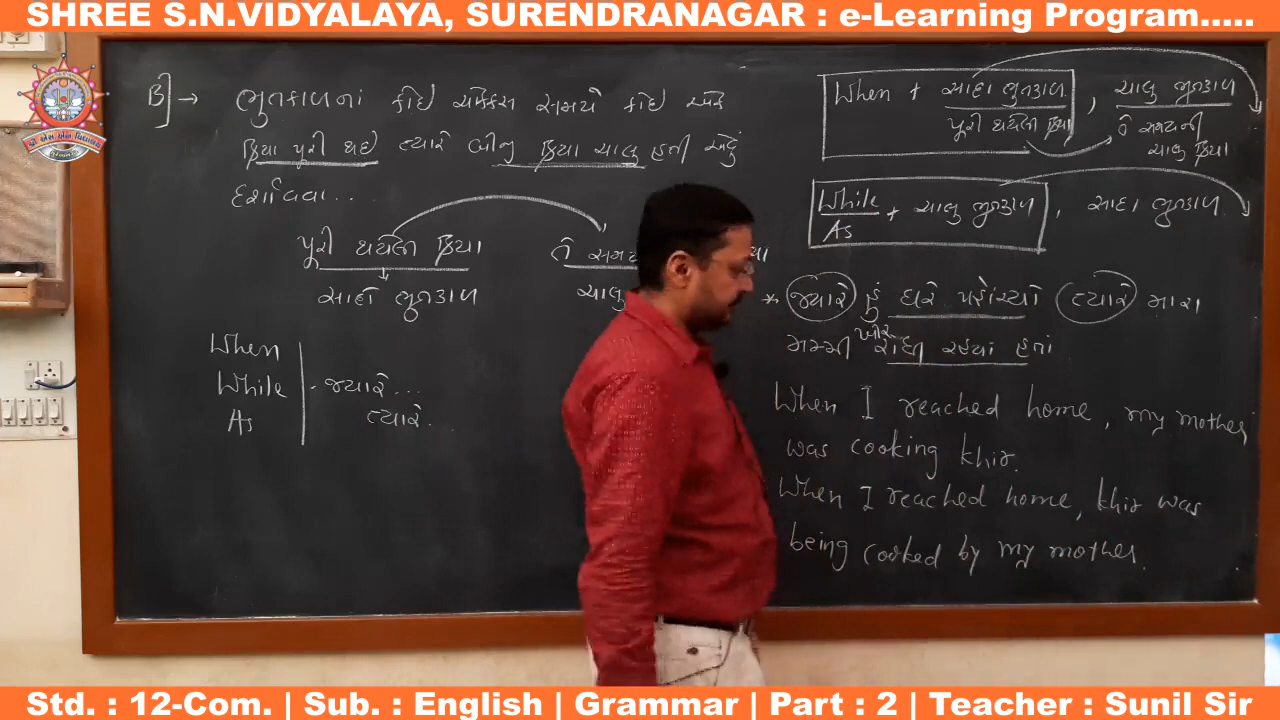 SHREE S.N.VIDYALAYA, SURENDRANAGAR : e-Learning Program.....
B] → ભુતકાળનાં કોઈ ચોક્કસ સમયે કોઈ એક
ક્રિયા પૂરી થઈ ત્યારે બીજી ક્રિયા ચાલુ હતી એવું
દર્શાવવા...
પૂરી થયેલી ક્રિયા
તે સમય
સાદો ભુતકાળ
ચાલુ
When
While
As
જ્યારે...
ત્યારે...
When + સાદો ભુતકાળ, ચાલુ ભુતકાળ
પૂરી થયેલી ક્રિયા
તે સમયની
ચાલુ ક્રિયા
While
As
+ ચાલુ ભુતકાળ, સાદો ભુતકાળ
* જ્યારે હું ઘરે પહોંચ્યો ત્યારે મારા
મમ્મી ખીર રાંધી રહ્યાં હતાં
When I reached home, my mother
was cooking khir.
When I reached home, khir was
being cooked by my mother.
Std. : 12-Com. | Sub. : English | Grammar | Part : 2 | Teacher : Sunil Sir